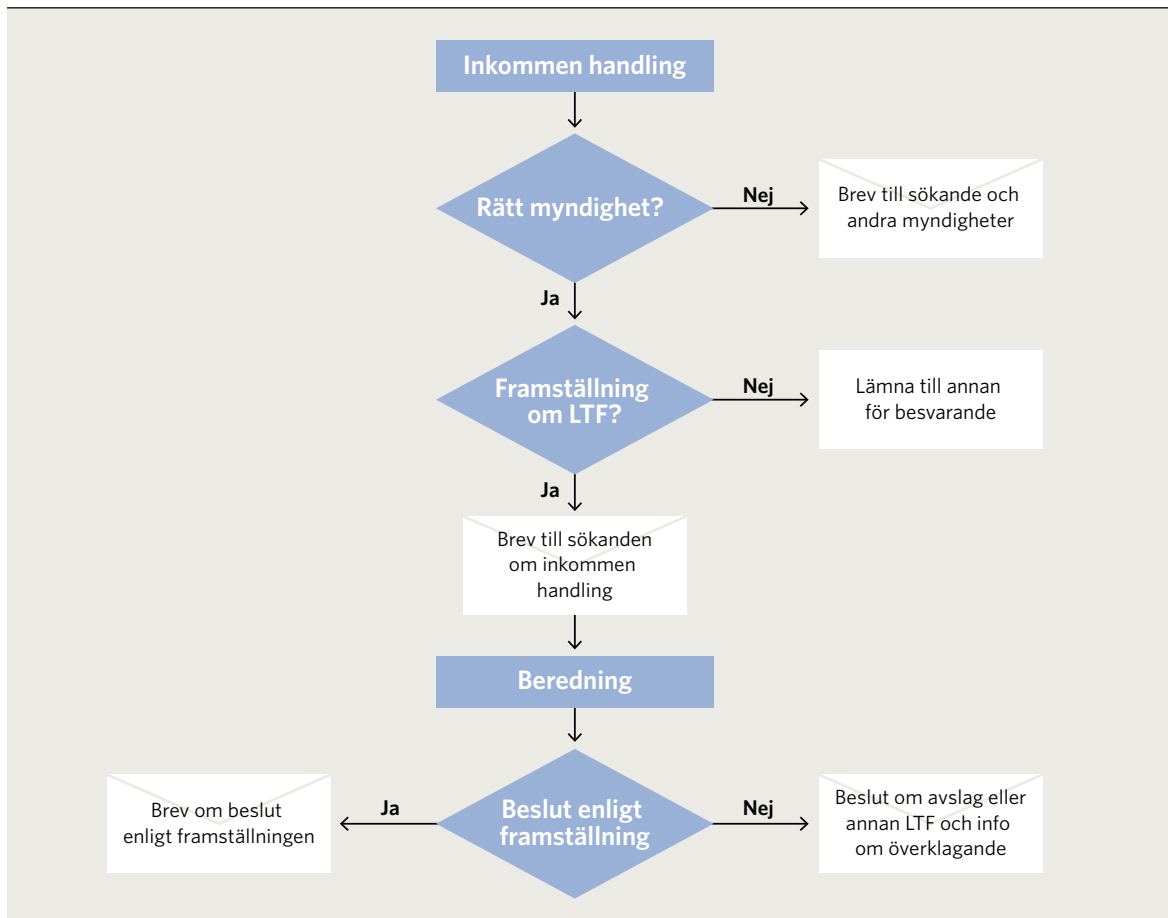 Inkommen handling
Rätt myndighet?
Nej
Brev till sökande och
andra myndigheter
Ja
Framställning
om LTF?
Nej
Lämna till annan
för besvarande
Ja
Brev till sökanden
om inkommen
handling
Beredning
Brev om beslut
enligt framställningen
Ja
Beslut enligt
framställning
Nej
Beslut om avslag eller
annan LTF och info
om överklagande